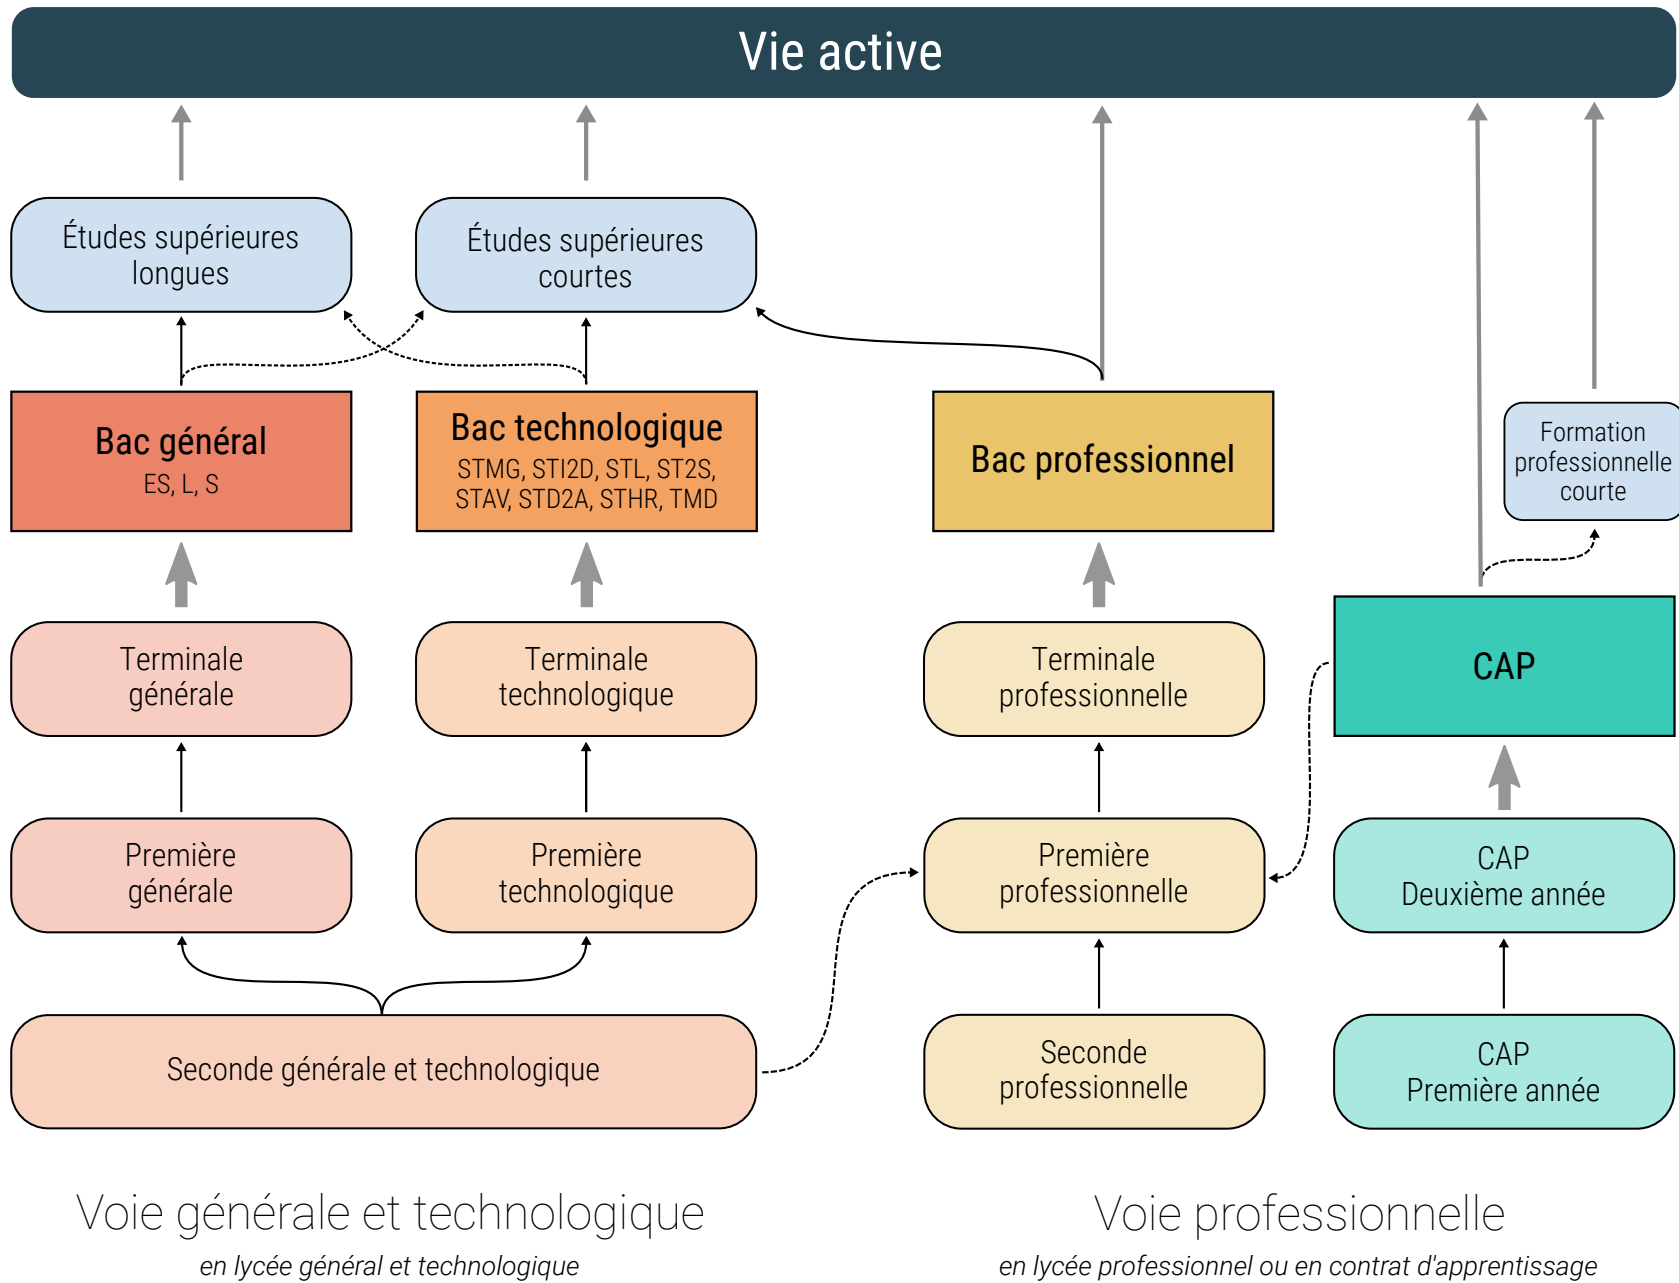 Vie active
Études supérieures
longues
Études supérieures
courtes
Bac général
ES, L, S
Bac technologique
STMG, STI2D, STL, ST2S,
STAV, STD2A, STHR, TMD
Bac professionnel
Formation
professionnelle
courte
Terminale
générale
Terminale
technologique
Terminale
professionnelle
CAP
Première
générale
Première
technologique
Première
professionnelle
CAP
Deuxième année
Seconde générale et technologique
Seconde
professionnelle
CAP
Première année
Voie générale et technologique
en lycée général et technologique
Voie professionnelle
en lycée professionnel ou en contrat d'apprentissage